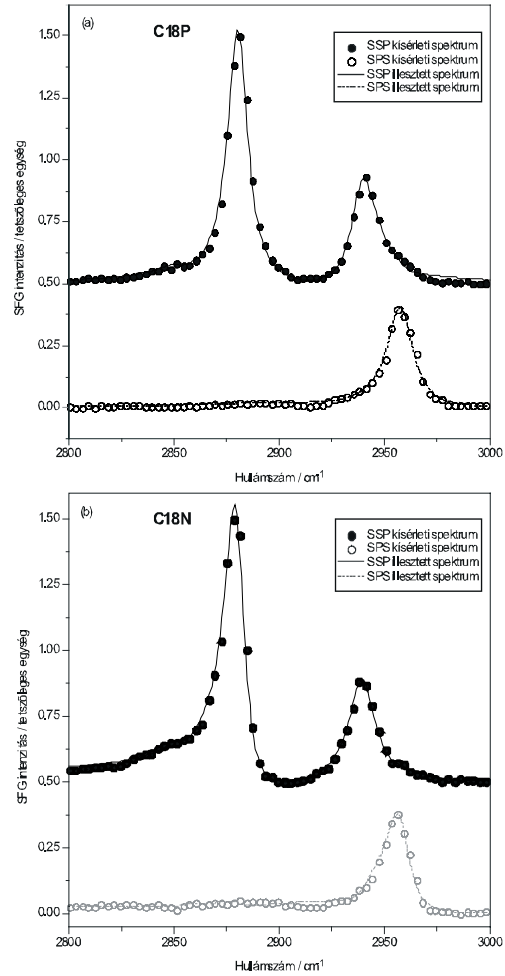 (a)
C18P
SSP kísérleti spektrum
SPS kísérleti spektrum
SSP illesztett spektrum
SPS illesztett spektrum
SFG intenzitás / tetszőleges egység
1.50
1.25
1.00
0.75
0.50
0.25
0.00
2800
2850
2900
2950
3000
Hullámszám / cm-1
(b)
C18N
SSP kísérleti spektrum
SPS kísérleti spektrum
SSP illesztett spektrum
SPS illesztett spektrum
SFG intenzitás / tetszőleges egység
1.50
1.25
1.00
0.75
0.50
0.25
0.00
2800
2850
2900
2950
3000
Hullámszám / cm-1